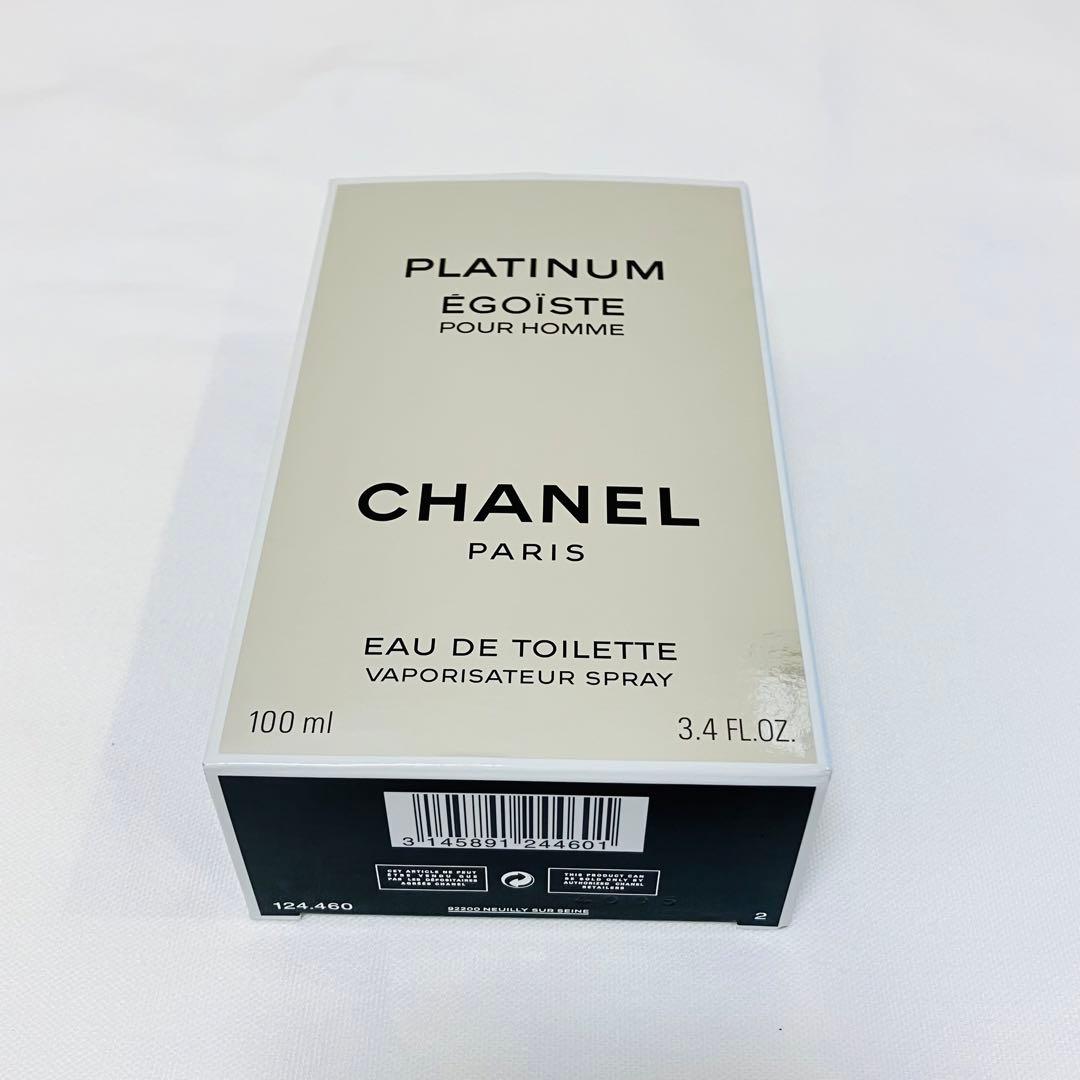 PLATINUM
ÉGOÏSTE
POUR HOMME
CHANEL
PARIS
EAU DE TOILETTE
VAPORISATEUR SPRAY
100 ml
3.4 FL.OZ.
3 145891 244601
CET ARTICLE NE PEUT
ÊTRE VENDU QUE
PAR LES DÉPOSITAIRES
AGRÉÉS CHANEL
THIS PRODUCT CAN
BE SOLD ONLY BY
AUTHORIZED CHANEL
RETAILERS
124.460
92200 NEUILLY SUR SEINE
2